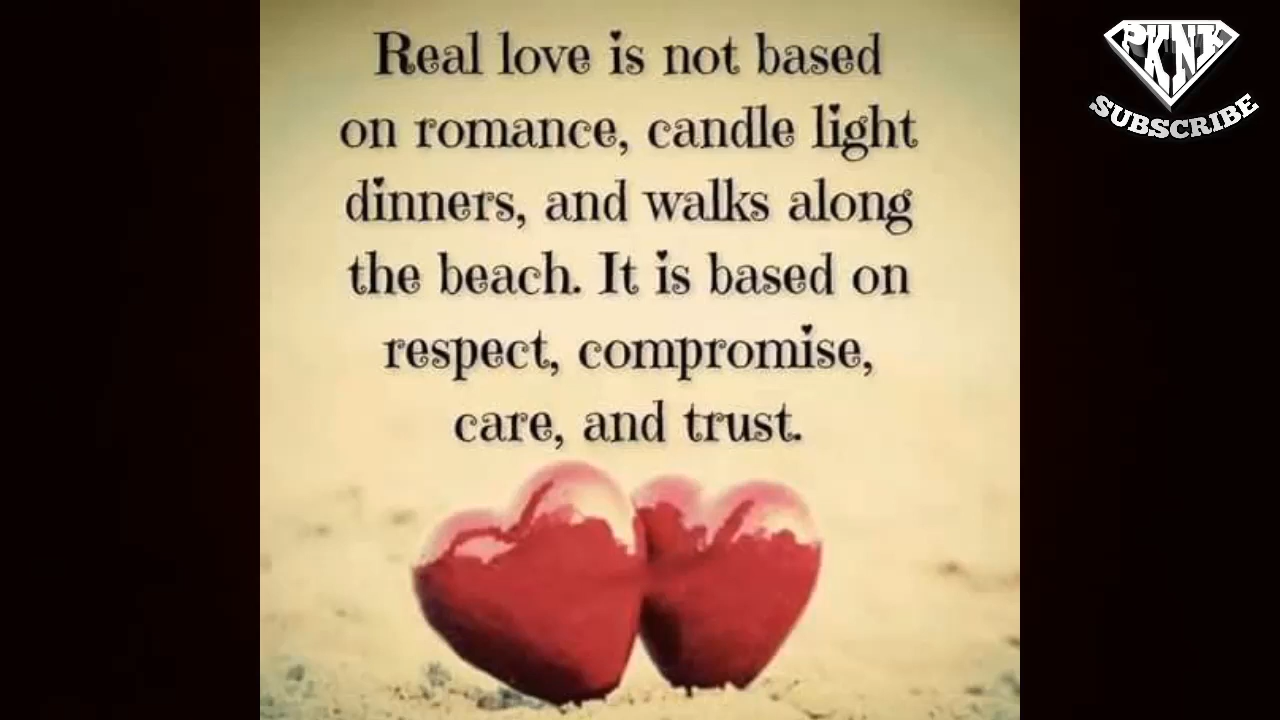 Real love is not based
on romance, candle light
dinners, and walks along
the beach. It is based on
respect, compromise,
care, and trust.
PKNK
SUBSCRIBE